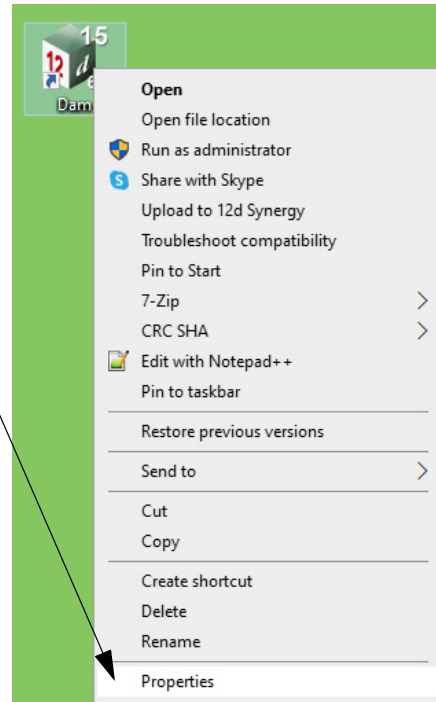 15
12
d
Dam
Open
Open file location
Run as administrator
S Share with Skype
Upload to 12d Synergy
Troubleshoot compatibility
Pin to Start
7-Zip
CRC SHA
Edit with Notepad++
Pin to taskbar
Restore previous versions
Send to
Cut
Copy
Create shortcut
Delete
Rename
Properties